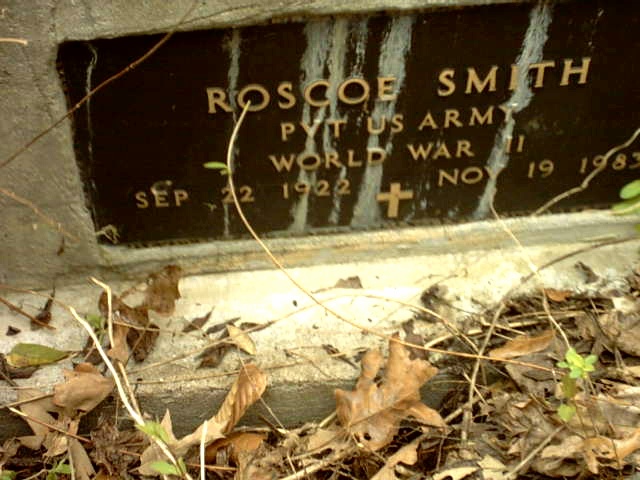 ROSCOE SMITH
PVT US ARMY
WORLD WAR II
SEP 22 1922 NOV 19 1983